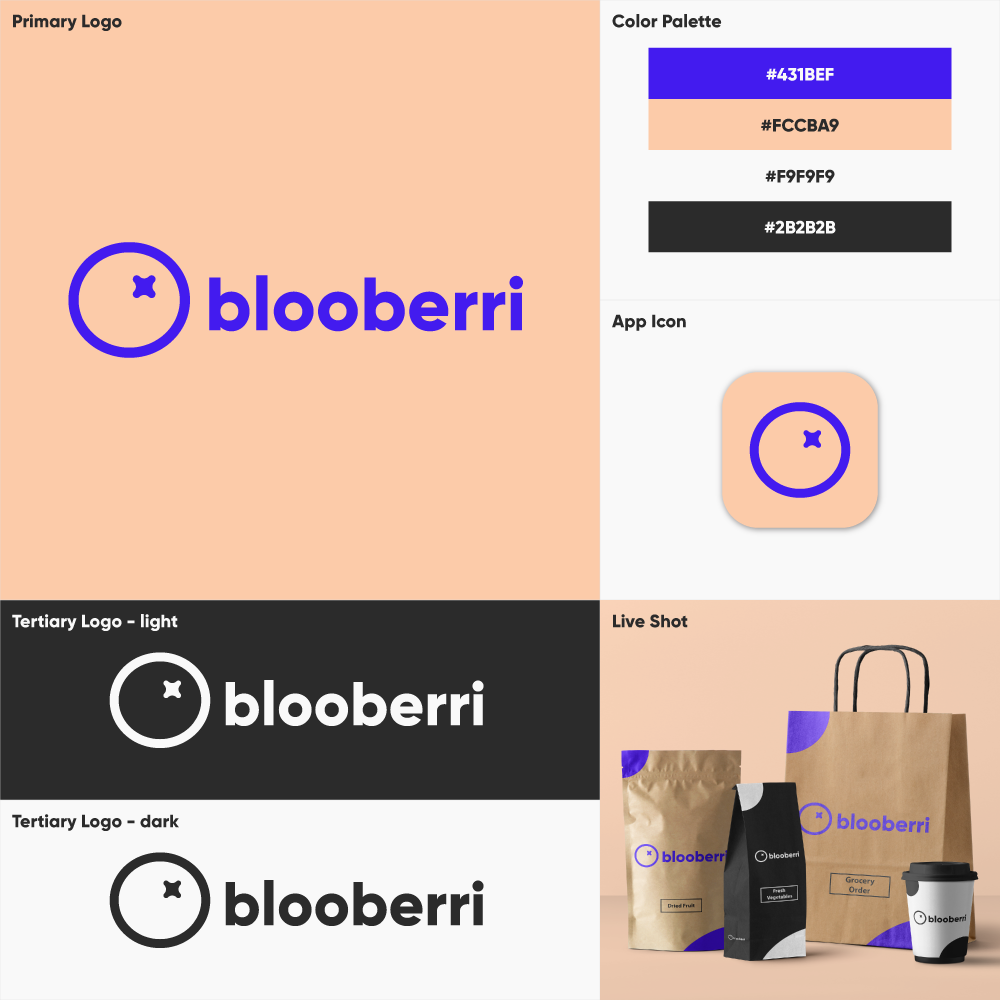 Primary Logo
blooberri
Color Palette
#431BEF
#FCCBA9
#F9F9F9
#2B2B2B
App Icon
Tertiary Logo - light
blooberri
Tertiary Logo - dark
blooberri
Live Shot
blooberri
Dried Fruit
blooberri
Fresh
Vegetables
blooberri
Grocery
Order
blooberri